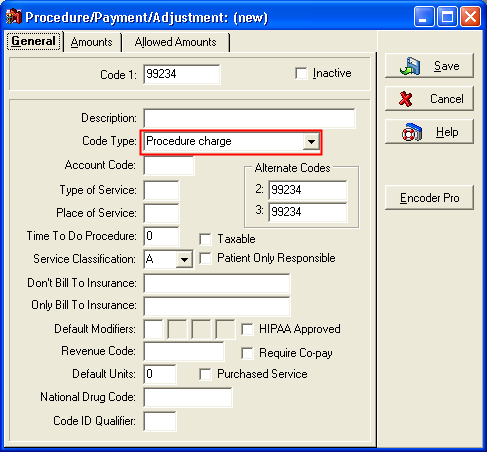 Procedure/Payment/Adjustment: (new)
General Amounts Allowed Amounts
Code 1: 99234 Inactive
Save
Cancel
Help
Encoder Pro
Description:
Code Type: Procedure charge
Account Code:
Alternate Codes
Type of Service: 2: 99234
Place of Service: 3: 99234
Time To Do Procedure: 0 Taxable
Service Classification: A Patient Only Responsible
Don't Bill To Insurance:
Only Bill To Insurance:
Default Modifiers: HIPAA Approved
Revenue Code: Require Co-pay
Default Units: 0 Purchased Service
National Drug Code:
Code ID Qualifier: